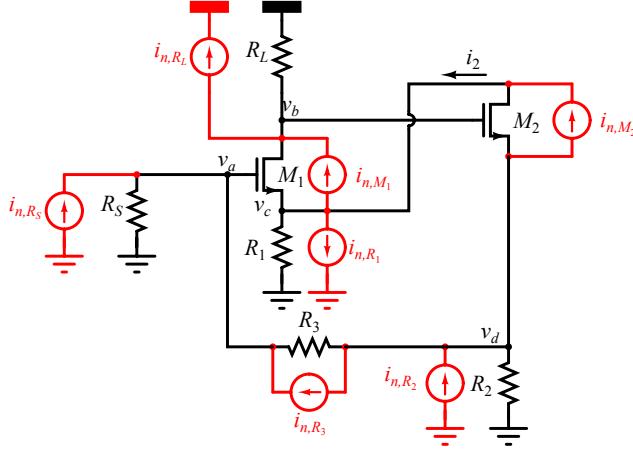 i_{n,R_L}
R_L
i_2
v_b
M_2
i_{n,M_2}
v_a
M_1
i_{n,M_1}
i_{n,R_S}
R_S
v_c
R_1
i_{n,R_1}
R_3
v_d
i_{n,R_2}
R_2
i_{n,R_3}